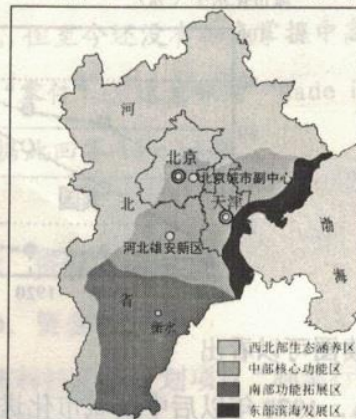 河
北京
北京城市副中心
天津
北
渤
海
河北雄安新区
省
衡水
西北部生态涵养区
中部核心功能区
南部功能拓展区
东部滨海发展区